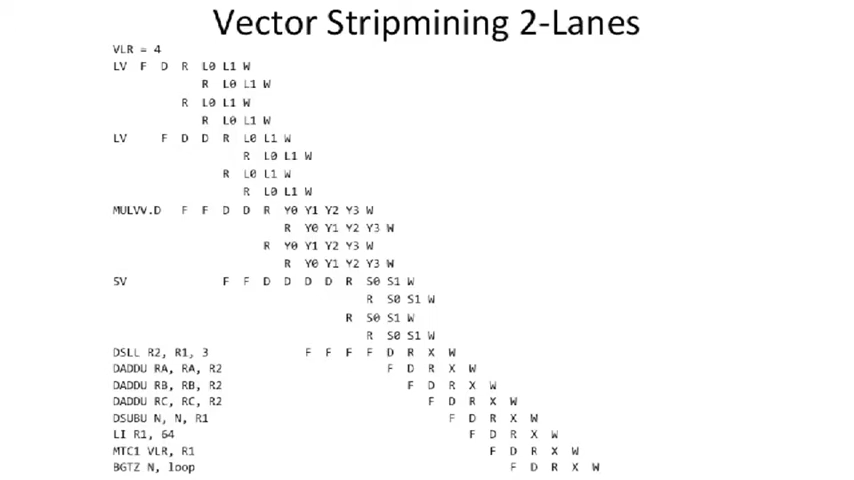 Vector Stripmining 2-Lanes
VLR = 4
LV F D R L0 L1 W
R L0 L1 W
R L0 L1 W
R L0 L1 W
LV F D D R L0 L1 W
R L0 L1 W
R L0 L1 W
R L0 L1 W
MULVV.D F F D D R Y0 Y1 Y2 Y3 W
R Y0 Y1 Y2 Y3 W
R Y0 Y1 Y2 Y3 W
R Y0 Y1 Y2 Y3 W
SV F F D D D D R S0 S1 W
R S0 S1 W
R S0 S1 W
R S0 S1 W
DSLL R2, R1, 3 F F F F D R X W
DADDU RA, RA, R2 F D R X W
DADDU RB, RB, R2 F D R X W
DADDU RC, RC, R2 F D R X W
DSUBU N, N, R1 F D R X W
LI R1, 64 F D R X W
MTC1 VLR, R1 F D R X W
BGTZ N, loop F D R X W